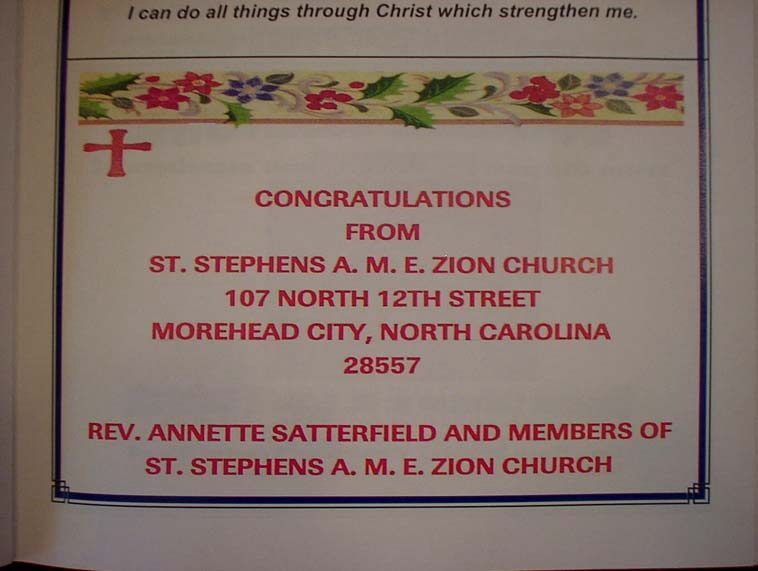 I can do all things through Christ which strengthen me.
CONGRATULATIONS
FROM
ST. STEPHENS A. M. E. ZION CHURCH
107 NORTH 12TH STREET
MOREHEAD CITY, NORTH CAROLINA
28557
REV. ANNETTE SATTERFIELD AND MEMBERS OF
ST. STEPHENS A. M. E. ZION CHURCH